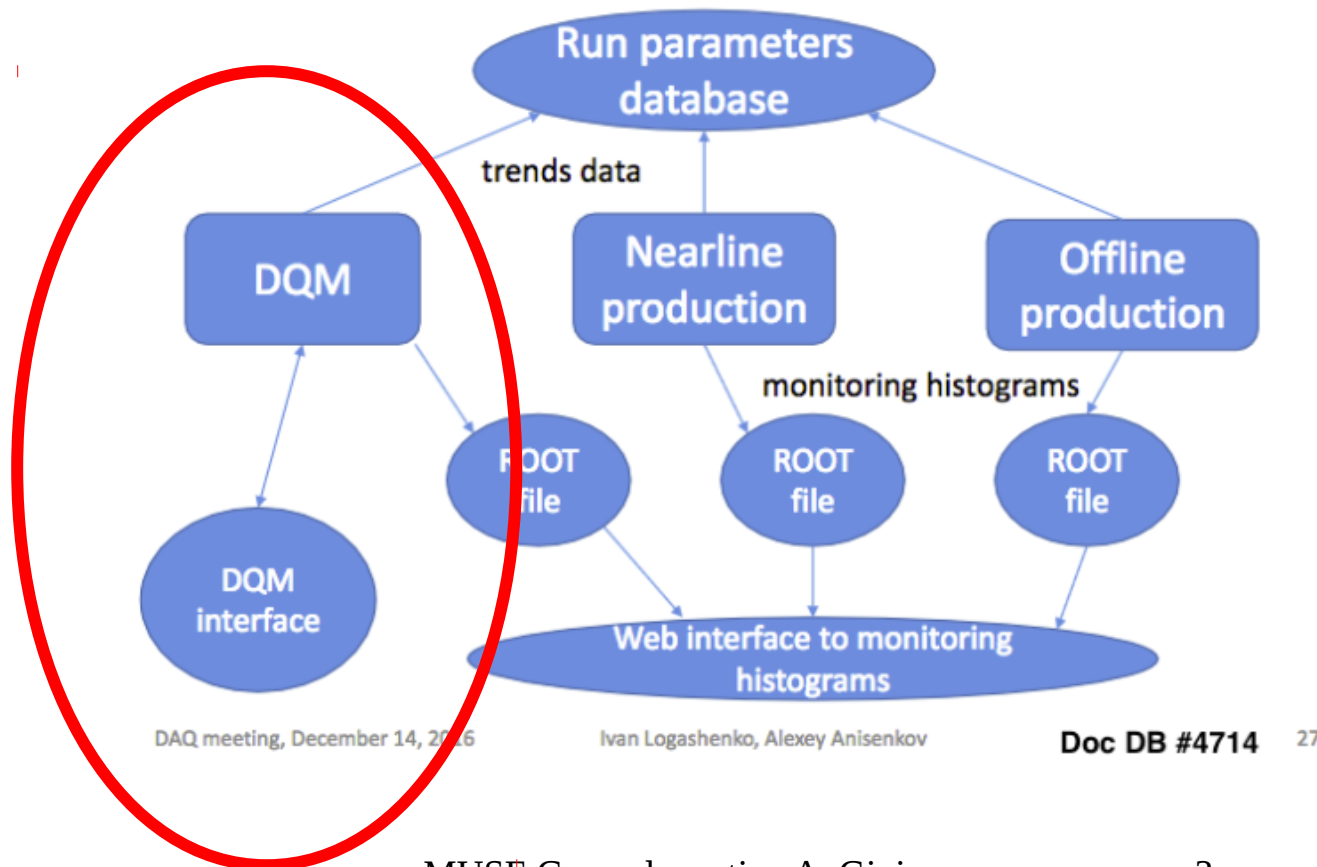 Run parameters
database
trends data
DQM
Nearline
production
Offline
production
monitoring histograms
ROOT
file
ROOT
file
ROOT
file
DQM
interface
Web interface to monitoring
histograms
DAQ meeting, December 14, 2016
Ivan Logashenko, Alexey Anisenkov
Doc DB #4714
27